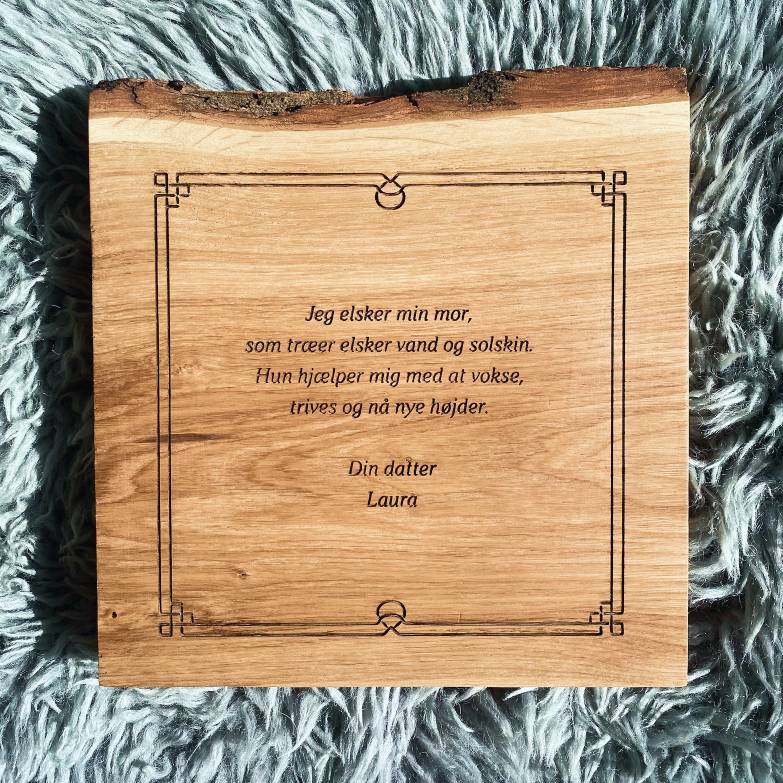 Jeg elsker min mor,
som træer elsker vand og solskin.
Hun hjælper mig med at vokse,
trives og nå nye højder.
Din datter
Laura